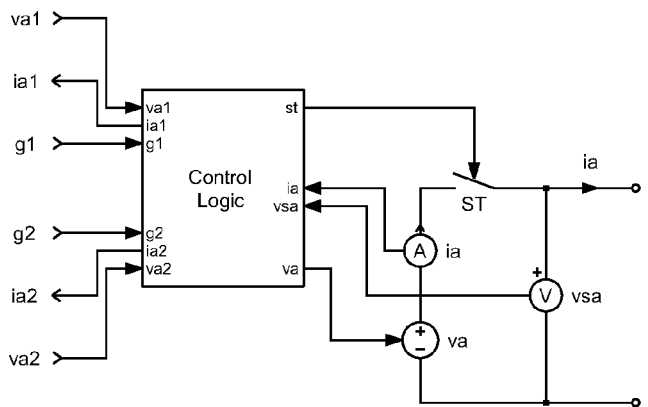 va1
ia1
g1
g2
ia2
va2
va1
ia1
g1
g2
ia2
va2
Control
Logic
st
ia
vsa
va
ST
ia
A
ia
+
V
vsa
+
−
va